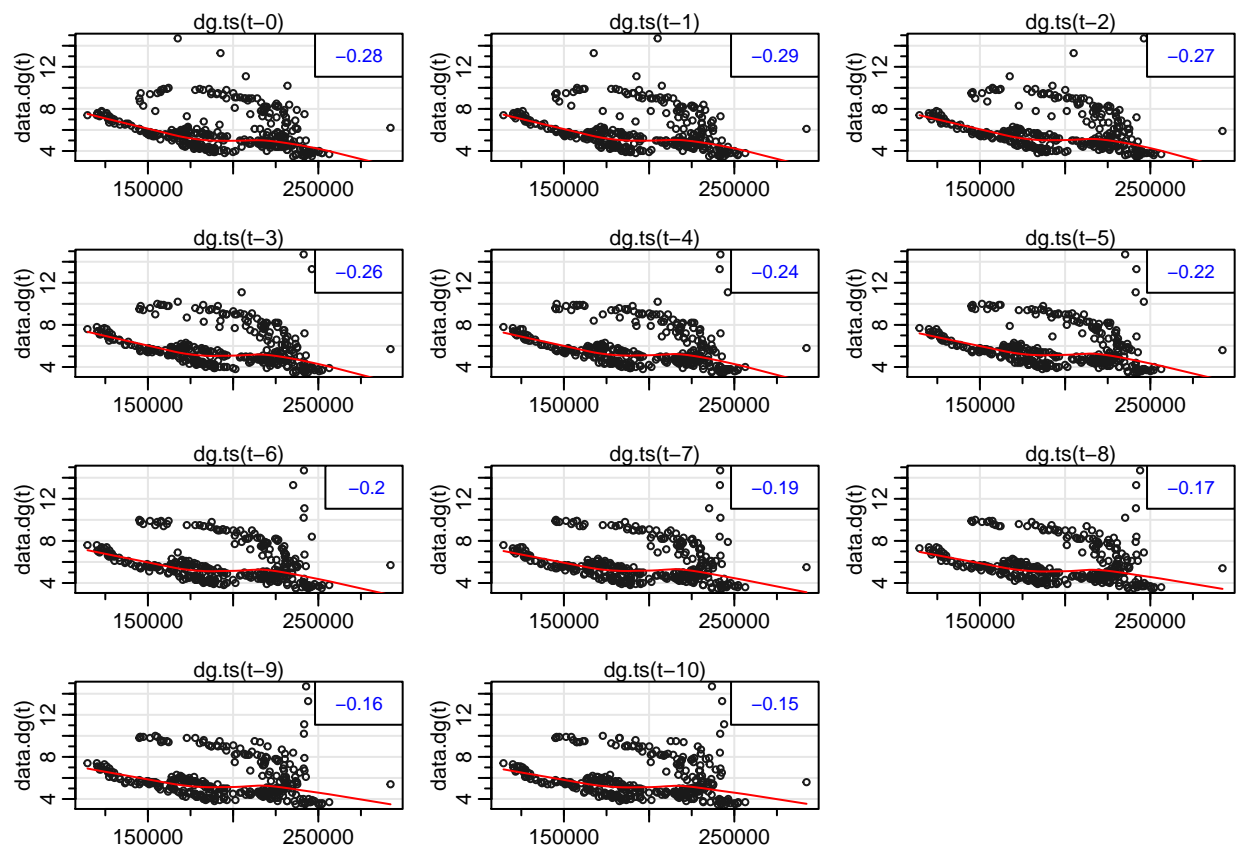 dg.ts(t−0) dg.ts(t−1) dg.ts(t−2)
data.dg(t) 4 8 12 −0.28 data.dg(t) 4 8 12 −0.29 data.dg(t) 4 8 12 −0.27
150000 250000 150000 250000 150000 250000
dg.ts(t−3) dg.ts(t−4) dg.ts(t−5)
data.dg(t) 4 8 12 −0.26 data.dg(t) 4 8 12 −0.24 data.dg(t) 4 8 12 −0.22
150000 250000 150000 250000 150000 250000
dg.ts(t−6) dg.ts(t−7) dg.ts(t−8)
data.dg(t) 4 8 12 −0.2 data.dg(t) 4 8 12 −0.19 data.dg(t) 4 8 12 −0.17
150000 250000 150000 250000 150000 250000
dg.ts(t−9) dg.ts(t−10)
data.dg(t) 4 8 12 −0.16 data.dg(t) 4 8 12 −0.15
150000 250000 150000 250000